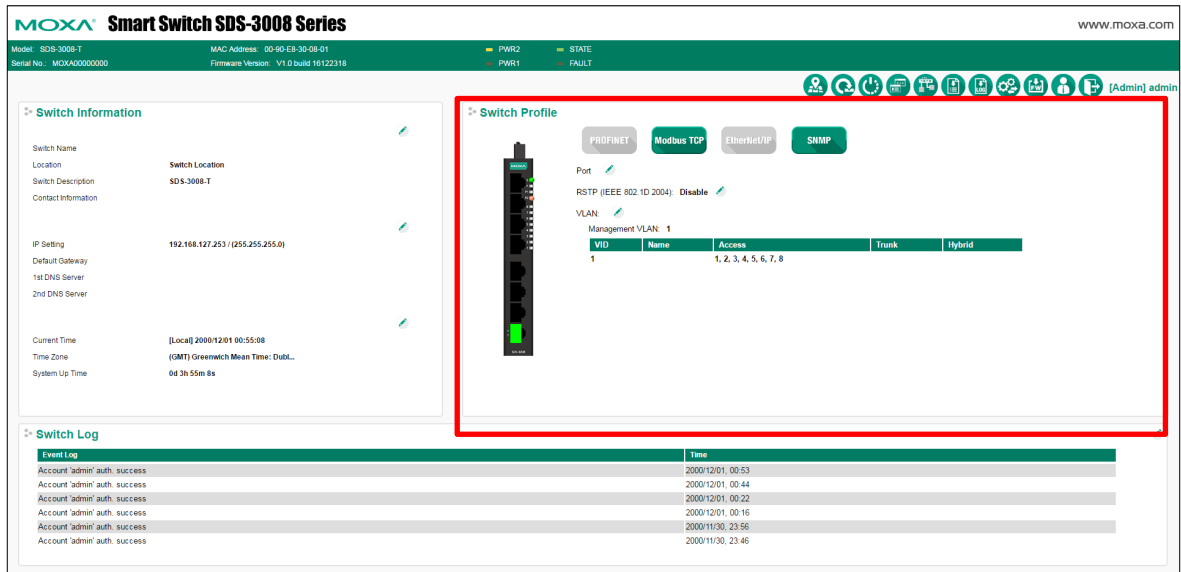 MOXA Smart Switch SDS-3008 Series www.moxa.com
Model: SDS-3008-T MAC Address: 00-90-E8-30-08-01 PWR2 STATE
Serial No.: MOXA00000000 Firmware Version: V1.0 build 16122318 PWR1 FAULT
LOG FW [Admin] admin
Switch Information
Switch Name
Location Switch Location
Switch Description SDS-3008-T
Contact Information
IP Setting 192.168.127.253 / (255.255.255.0)
Default Gateway
1st DNS Server
2nd DNS Server
Current Time [Local] 2000/12/01 00:55:08
Time Zone (GMT) Greenwich Mean Time: Dubl...
System Up Time 0d 3h 55m 8s
Switch Profile
MOXA
PROFINET Modbus TCP EtherNet/IP SNMP
Port
RSTP (IEEE 802.1D 2004): Disable
VLAN:
Management VLAN: 1
VID Name Access Trunk Hybrid
1 1, 2, 3, 4, 5, 6, 7, 8
Switch Log
Event Log Time
Account 'admin' auth. success 2000/12/01, 00:53
Account 'admin' auth. success 2000/12/01, 00:44
Account 'admin' auth. success 2000/12/01, 00:22
Account 'admin' auth. success 2000/12/01, 00:16
Account 'admin' auth. success 2000/11/30, 23:56
Account 'admin' auth. success 2000/11/30, 23:46